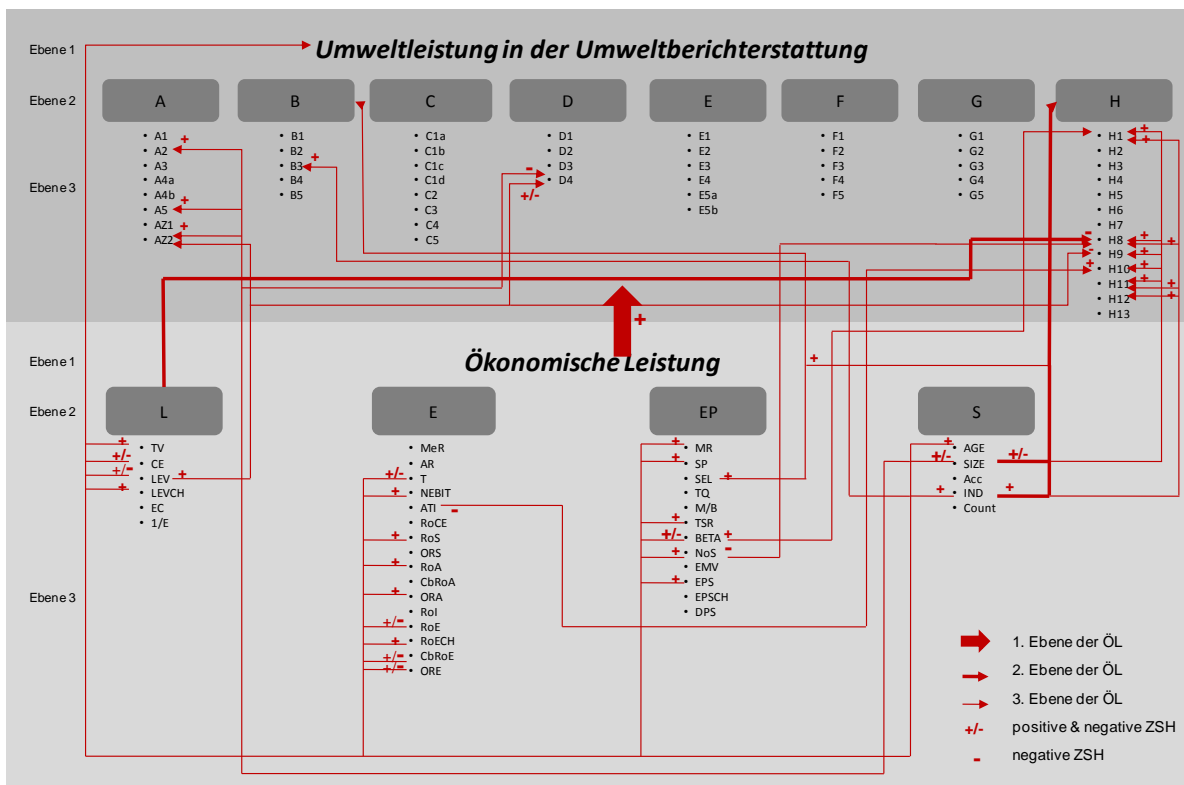 Ebene 1
Umweltleistung in der Umweltberichterstattung
Ebene 2
A
B
C
D
E
F
G
H
Ebene 3
• A1
• A2
• A3
• A4a
• A4b
• A5
• AZ1
• AZ2
+
+
+
• B1
• B2
• B3
• B4
• B5
+
• C1a
• C1b
• C1c
• C1d
• C2
• C3
• C4
• C5
• D1
• D2
• D3
• D4
-
+/-
• E1
• E2
• E3
• E4
• E5a
• E5b
• F1
• F2
• F3
• F4
• F5
• G1
• G2
• G3
• G4
• G5
• H1
• H2
• H3
• H4
• H5
• H6
• H7
• H8
• H9
• H10
• H11
• H12
• H13
+
+
-
-
+
+
+
+
+
+
+
+
+
Ebene 1
Ökonomische Leistung
+
Ebene 2
L
E
EP
S
Ebene 3
• TV
• CE
• LEV
• LEVCH
• EC
• 1/E
+
+/-
+/-
+
+
• MeR
• AR
• T
• NEBIT
• ATI
• RoCE
• RoS
• ORS
• RoA
• CbRoA
• ORA
• RoI
• RoE
• RoECH
• CbRoE
• ORE
+/-
+
-
+
+
+
+/-
+
+/-
+/-
• MR
• SP
• SEL
• TQ
• M/B
• TSR
• BETA
• NoS
• EMV
• EPS
• EPSCH
• DPS
+
+
+
+
+/-
+
+
-
+
+
• AGE
• SIZE
• Acc
• IND
• Count
+
+/-
+/-
+
+
1. Ebene der ÖL
2. Ebene der ÖL
3. Ebene der ÖL
+/- positive & negative ZSH
- negative ZSH